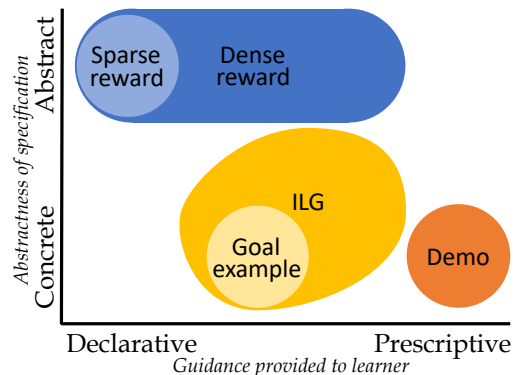 Abstractness of specification
Abstract
Concrete
Sparse
reward
Dense
reward
ILG
Goal
example
Demo
Declarative
Prescriptive
Guidance provided to learner